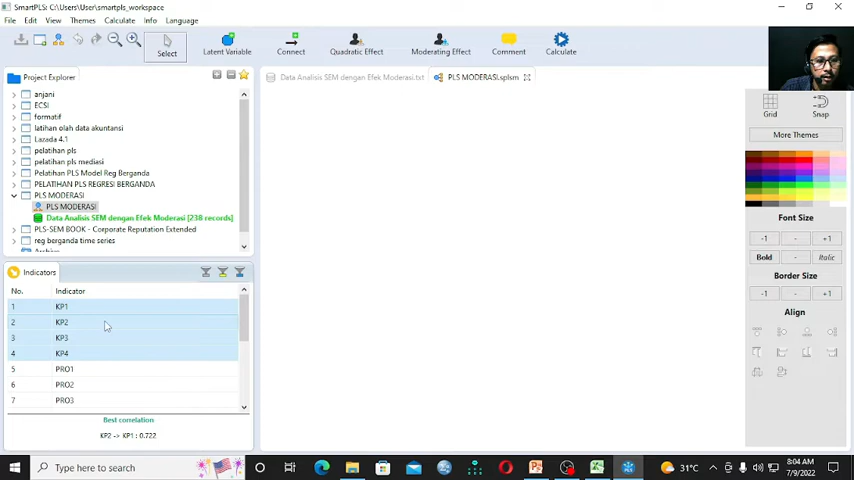 SmartPLS: C:\Users\User\smartpls_workspace
File Edit View Themes Calculate Info Language
Select
Latent Variable
Connect
Quadratic Effect
Moderating Effect
Comment
Calculate
Project Explorer
anjani
ECSI
formatif
latihan olah data akuntansi
Lazada 4.1
pelatihan pls
pelatihan pls mediasi
Pelatihan PLS Model Reg Berganda
PELATIHAN PLS REGRESI BERGANDA
PLS MODERASI
PLS MODERASI
Data Analisis SEM dengan Efek Moderasi [238 records]
PLS-SEM BOOK - Corporate Reputation Extended
reg berganda time series
Archive
Indicators
No. Indicator
1 KP1
2 KP2
3 KP3
4 KP4
5 PRO1
6 PRO2
7 PRO3
Best correlation
KP2 -> KP1 : 0.722
Data Analisis SEM dengan Efek Moderasi.txt
PLS MODERASI.splsm
Grid Snap
More Themes
Font Size
-1 - +1
Bold - Italic
Border Size
-1 - +1
Align
Type here to search
31°C
8:04 AM
7/9/2022